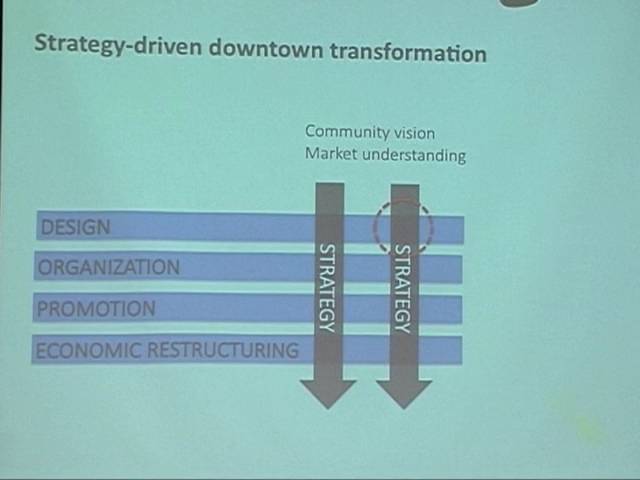 Strategy-driven downtown transformation
Community vision
Market understanding
DESIGN
ORGANIZATION
PROMOTION
ECONOMIC RESTRUCTURING
STRATEGY
STRATEGY